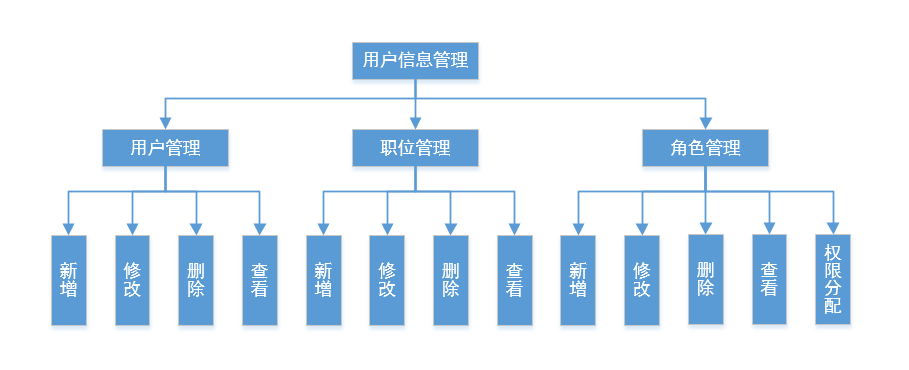 用户信息管理
用户管理
职位管理
角色管理
新增
修改
删除
查看
新增
修改
删除
查看
新增
修改
删除
查看
权限分配